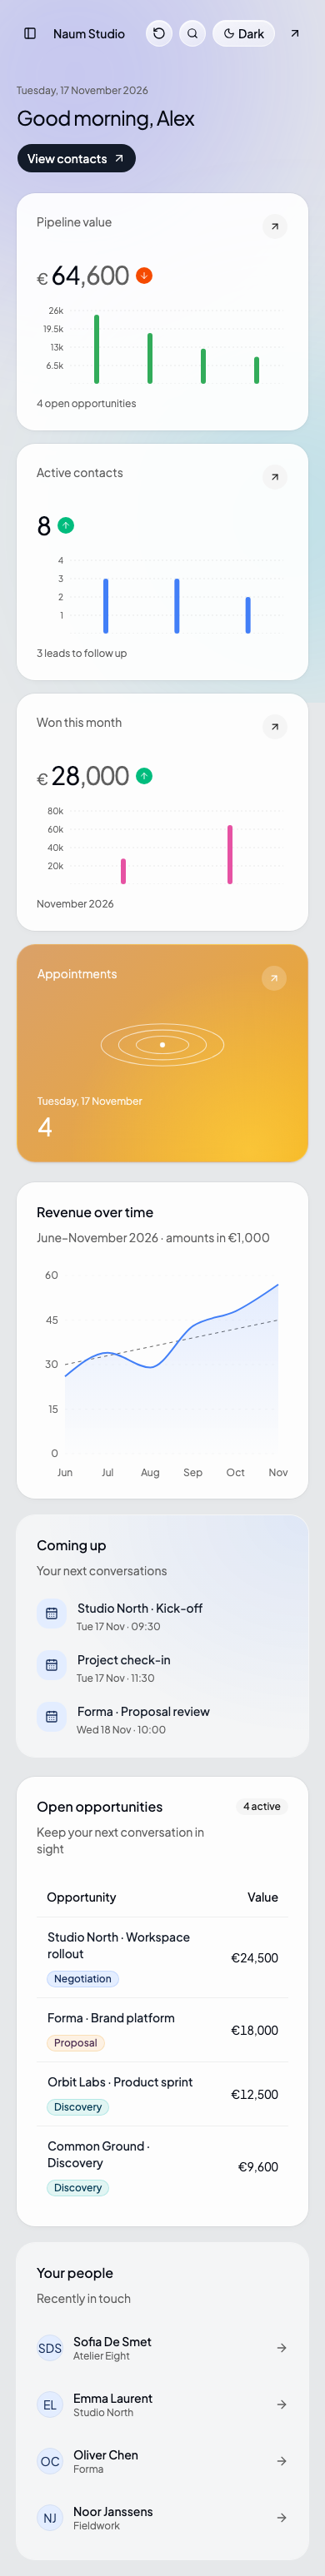 Naum Studio
Dark
Tuesday, 17 November 2026
Good morning, Alex
View contacts
Pipeline value
€ 64,600
26k
19.5k
13k
6.5k
4 open opportunities
Active contacts
8
4
3
2
1
3 leads to follow up
Won this month
€ 28,000
80k
60k
40k
20k
November 2026
Appointments
Tuesday, 17 November
4
Revenue over time
June–November 2026 · amounts in €1,000
60
45
30
15
0
Jun Jul Aug Sep Oct Nov
Coming up
Your next conversations
Studio North · Kick-off
Tue 17 Nov · 09:30
Project check-in
Tue 17 Nov · 11:30
Forma · Proposal review
Wed 18 Nov · 10:00
Open opportunities
4 active
Keep your next conversation in
sight
Opportunity Value
Studio North · Workspace
rollout
€24,500
Negotiation
Forma · Brand platform
€18,000
Proposal
Orbit Labs · Product sprint
€12,500
Discovery
Common Ground ·
Discovery
€9,600
Discovery
Your people
Recently in touch
SDS
Sofia De Smet
Atelier Eight
EL
Emma Laurent
Studio North
OC
Oliver Chen
Forma
NJ
Noor Janssens
Fieldwork